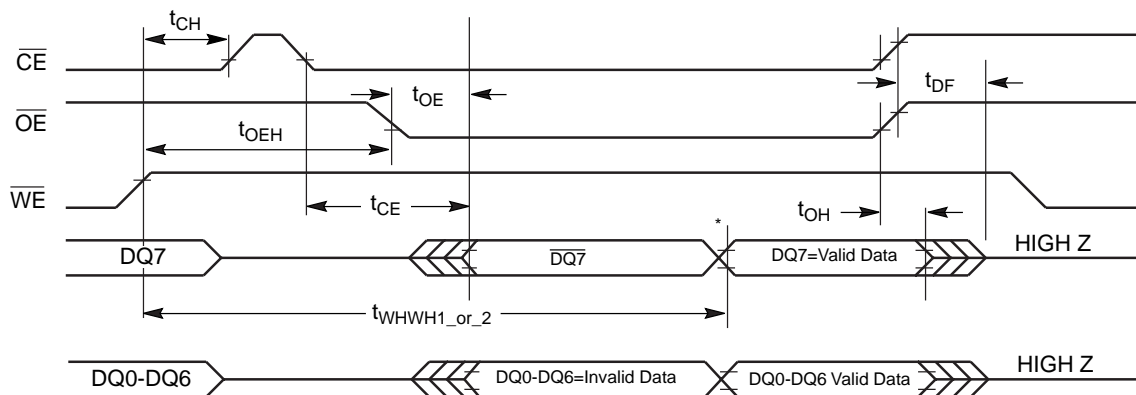 tCH
CE
tDF
tOE
OE
tOEH
WE
tCE
tOH
*
DQ7
DQ7
DQ7=Valid Data
HIGH Z
tWHWH1_or_2
DQ0-DQ6
DQ0-DQ6=Invalid Data
DQ0-DQ6 Valid Data
HIGH Z